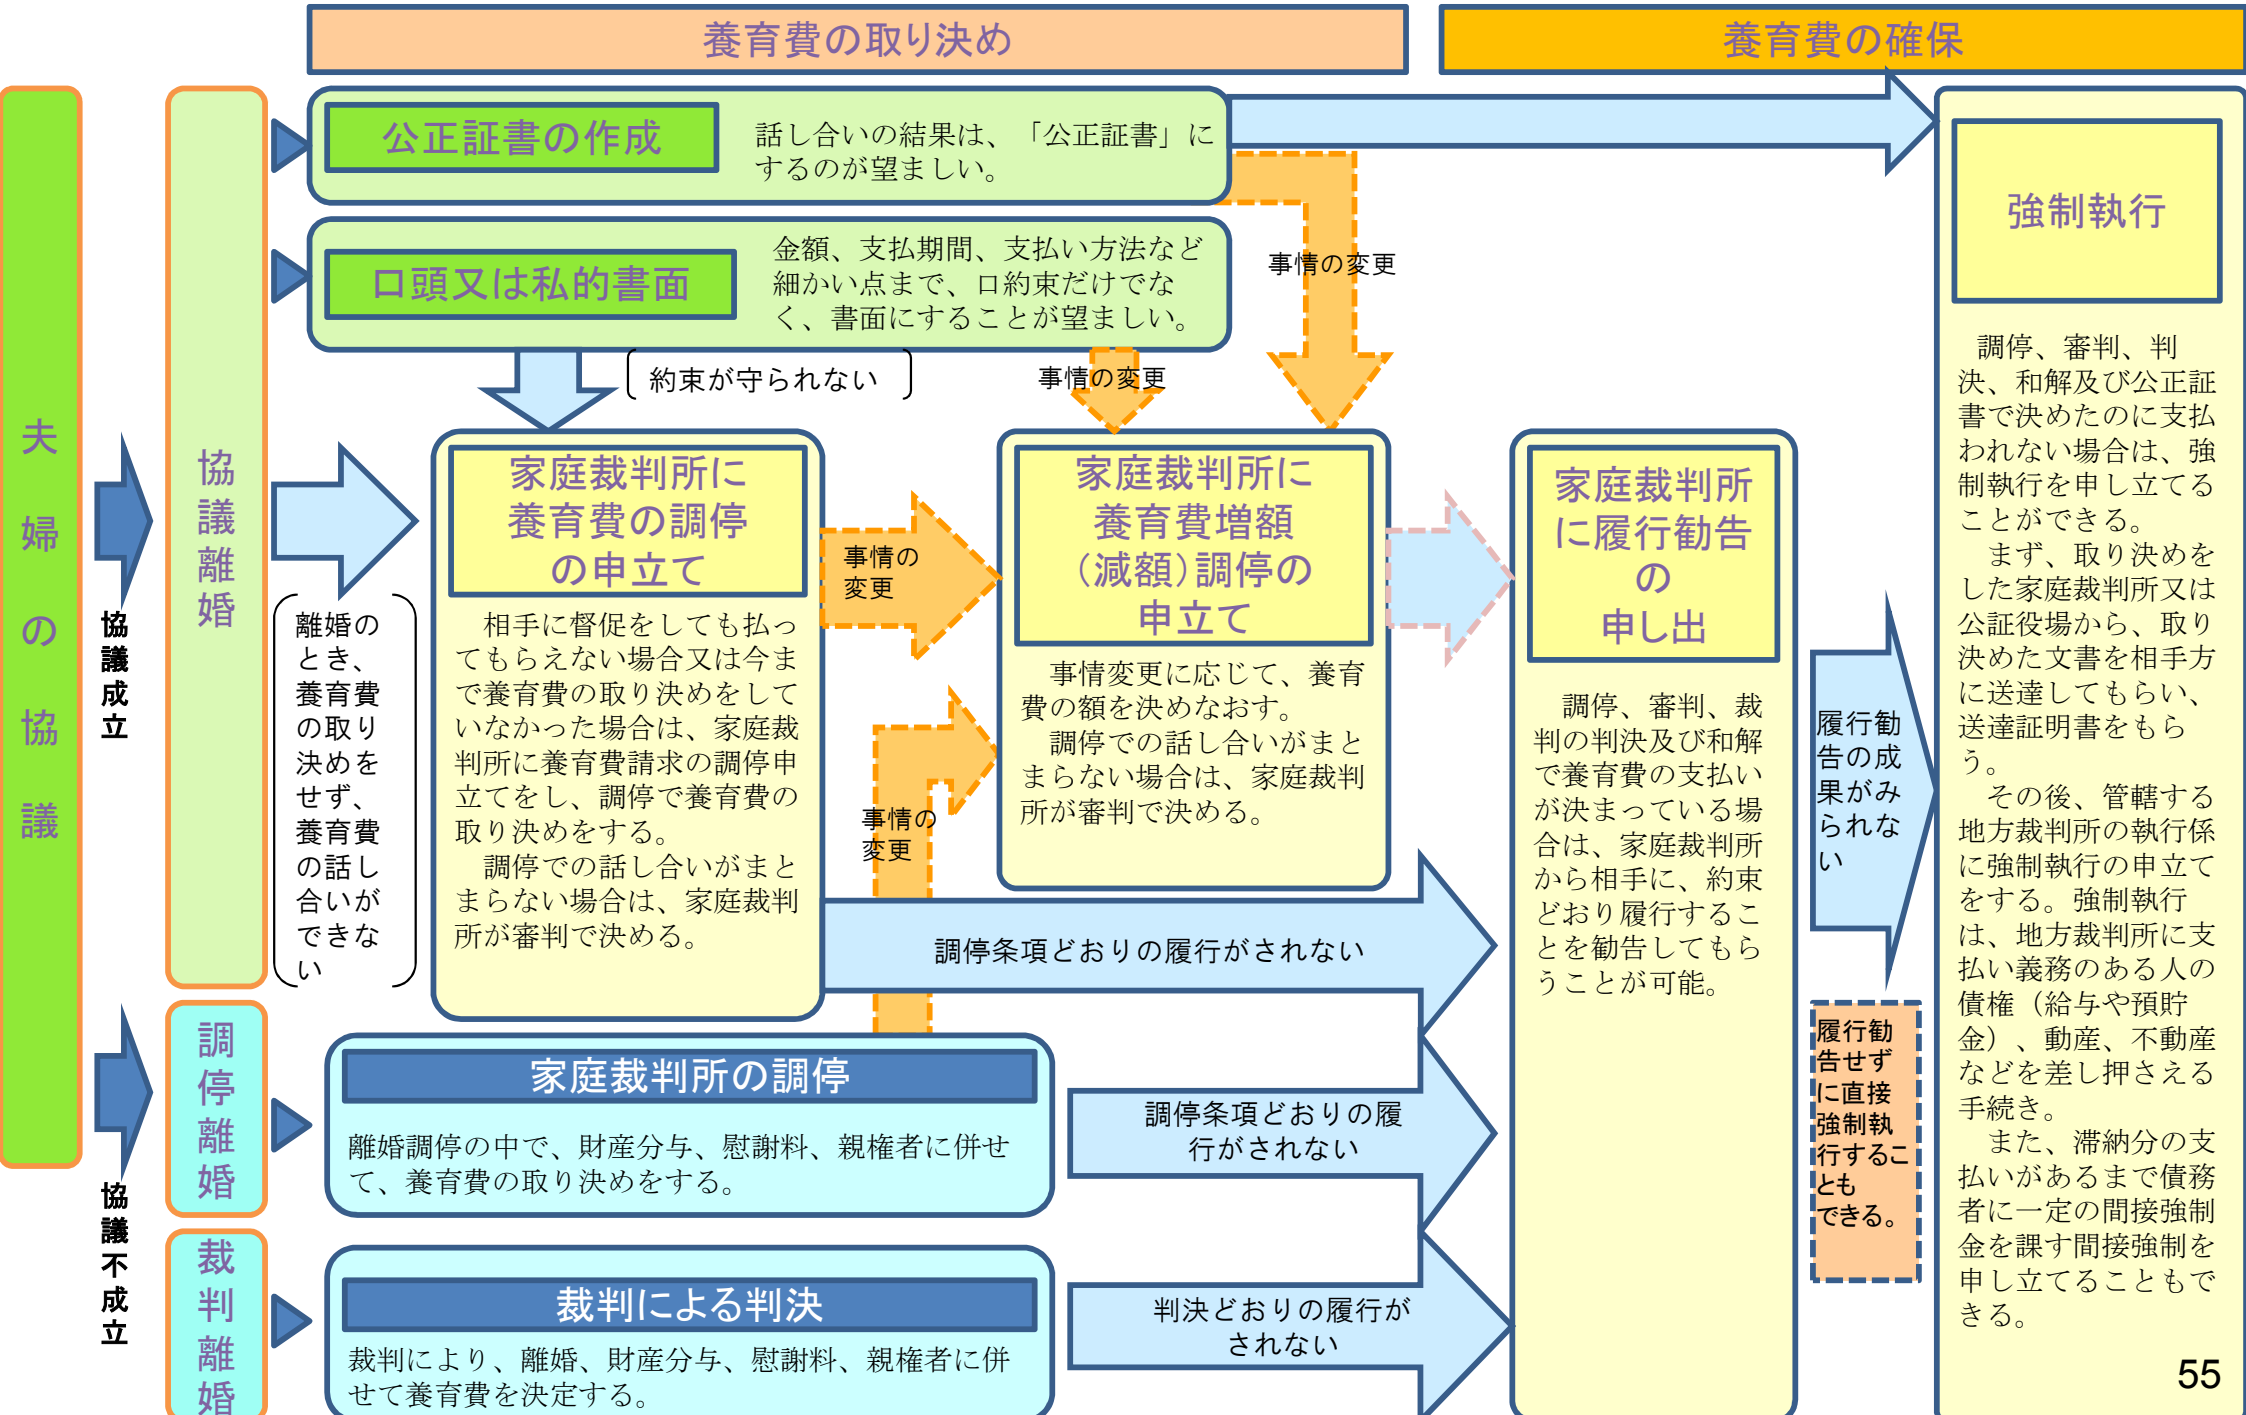 養育費の取り決め
養育費の確保
夫婦の協議
協議成立
協議不成立
協議離婚
公正証書の作成
話し合いの結果は、「公正証書」に
するのが望ましい。
口頭又は私的書面
金額、支払期間、支払い方法など
細かい点まで、口約束だけでな
く、書面にすることが望ましい。
約束が守られない
事情の変更
事情の変更
離婚の
とき、
養育費
の取り
決めを
せず、
養育費
の話し
合いが
できな
い
家庭裁判所に
養育費の調停
の申立て
相手に督促をしても払っ
てもらえない場合又は今ま
で養育費の取り決めをして
いなかった場合は、家庭裁
判所に養育費請求の調停申
立てをし、調停で養育費の
取り決めをする。
調停での話し合いがまと
まらない場合は、家庭裁判
所が審判で決める。
事情の
変更
事情の
変更
家庭裁判所に
養育費増額
(減額)調停の
申立て
事情変更に応じて、養育
費の額を決めなおす。
調停での話し合いがまと
まらない場合は、家庭裁判
所が審判で決める。
調停条項どおりの履行がされない
調停離婚
家庭裁判所の調停
離婚調停の中で、財産分与、慰謝料、親権者に併せ
て、養育費の取り決めをする。
調停条項どおりの履
行がされない
裁判離婚
裁判による判決
裁判により、離婚、財産分与、慰謝料、親権者に併
せて養育費を決定する。
判決どおりの履行が
されない
家庭裁判所
に履行勧告
の
申し出
調停、審判、裁
判の判決及び和解
で養育費の支払い
が決まっている場
合は、家庭裁判所
から相手に、約束
どおり履行するこ
とを勧告してもら
うことが可能。
履行勧
告の成
果がみ
られな
い
履行勧
告せず
に直接
強制執
行するこ
とも
できる。
強制執行
調停、審判、判
決、和解及び公正証
書で決めたのに支払
われない場合は、強
制執行を申し立てる
ことができる。
まず、取り決めを
した家庭裁判所又は
公証役場から、取り
決めた文書を相手方
に送達してもらい、
送達証明書をもら
う。
その後、管轄する
地方裁判所の執行係
に強制執行の申立て
をする。強制執行
は、地方裁判所に支
払い義務のある人の
債権（給与や預貯
金）、動産、不動産
などを差し押さえる
手続き。
また、滞納分の支
払いがあるまで債務
者に一定の間接強制
金を課す間接強制を
申し立てることもで
きる。
55